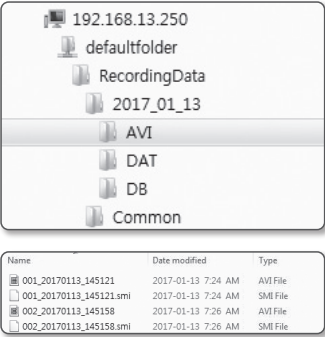 192.168.13.250
defaultfolder
RecordingData
2017_01_13
AVI
DAT
DB
Common
Name Date modified Type
001_20170113_145121 2017-01-13 7:24 AM AVI File
001_20170113_145121.smi 2017-01-13 7:24 AM SMI File
002_20170113_145158 2017-01-13 7:26 AM AVI File
002_20170113_145158.smi 2017-01-13 7:26 AM SMI File